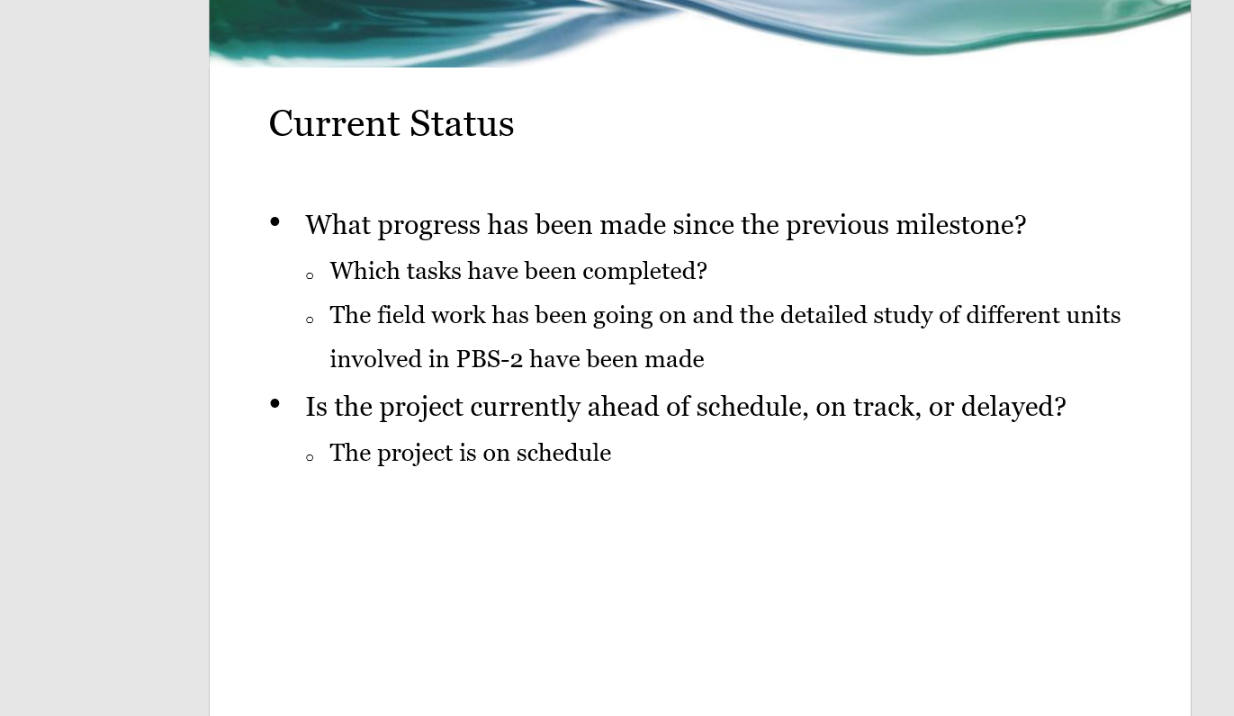 Current Status
• What progress has been made since the previous milestone?
○ Which tasks have been completed?
○ The field work has been going on and the detailed study of different units
involved in PBS-2 have been made
• Is the project currently ahead of schedule, on track, or delayed?
○ The project is on schedule